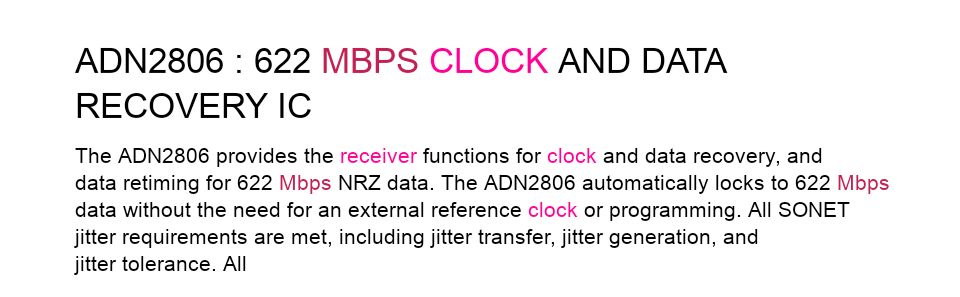 ADN2806 : 622 MBPS CLOCK AND DATA
RECOVERY IC
The ADN2806 provides the receiver functions for clock and data recovery, and
data retiming for 622 Mbps NRZ data. The ADN2806 automatically locks to 622 Mbps
data without the need for an external reference clock or programming. All SONET
jitter requirements are met, including jitter transfer, jitter generation, and
jitter tolerance. All